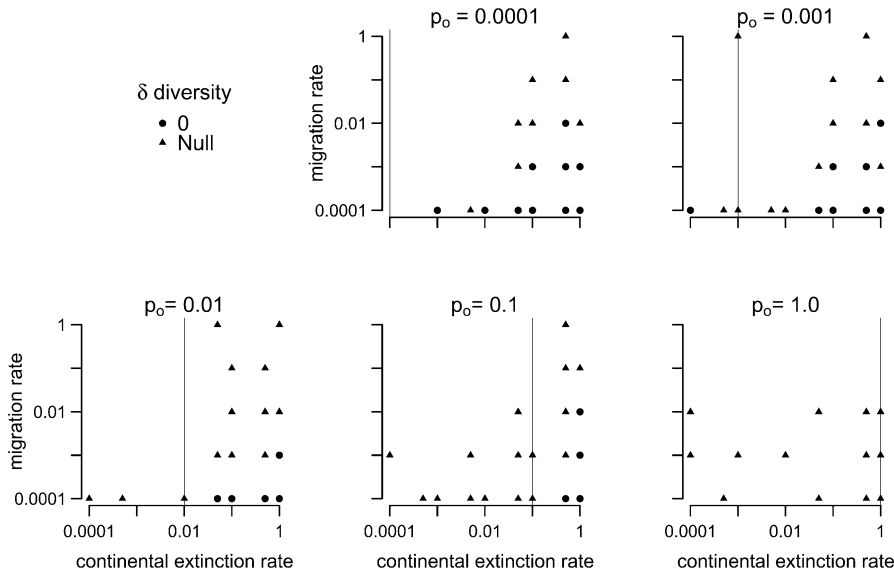 pₒ = 0.0001
pₒ = 0.001
δ diversity
0
Null
migration rate
1
0.01
0.0001
pₒ= 0.01
pₒ= 0.1
pₒ= 1.0
migration rate
1
0.01
0.0001
0.0001 0.01 1
0.0001 0.01 1
0.0001 0.01 1
continental extinction rate
continental extinction rate
continental extinction rate